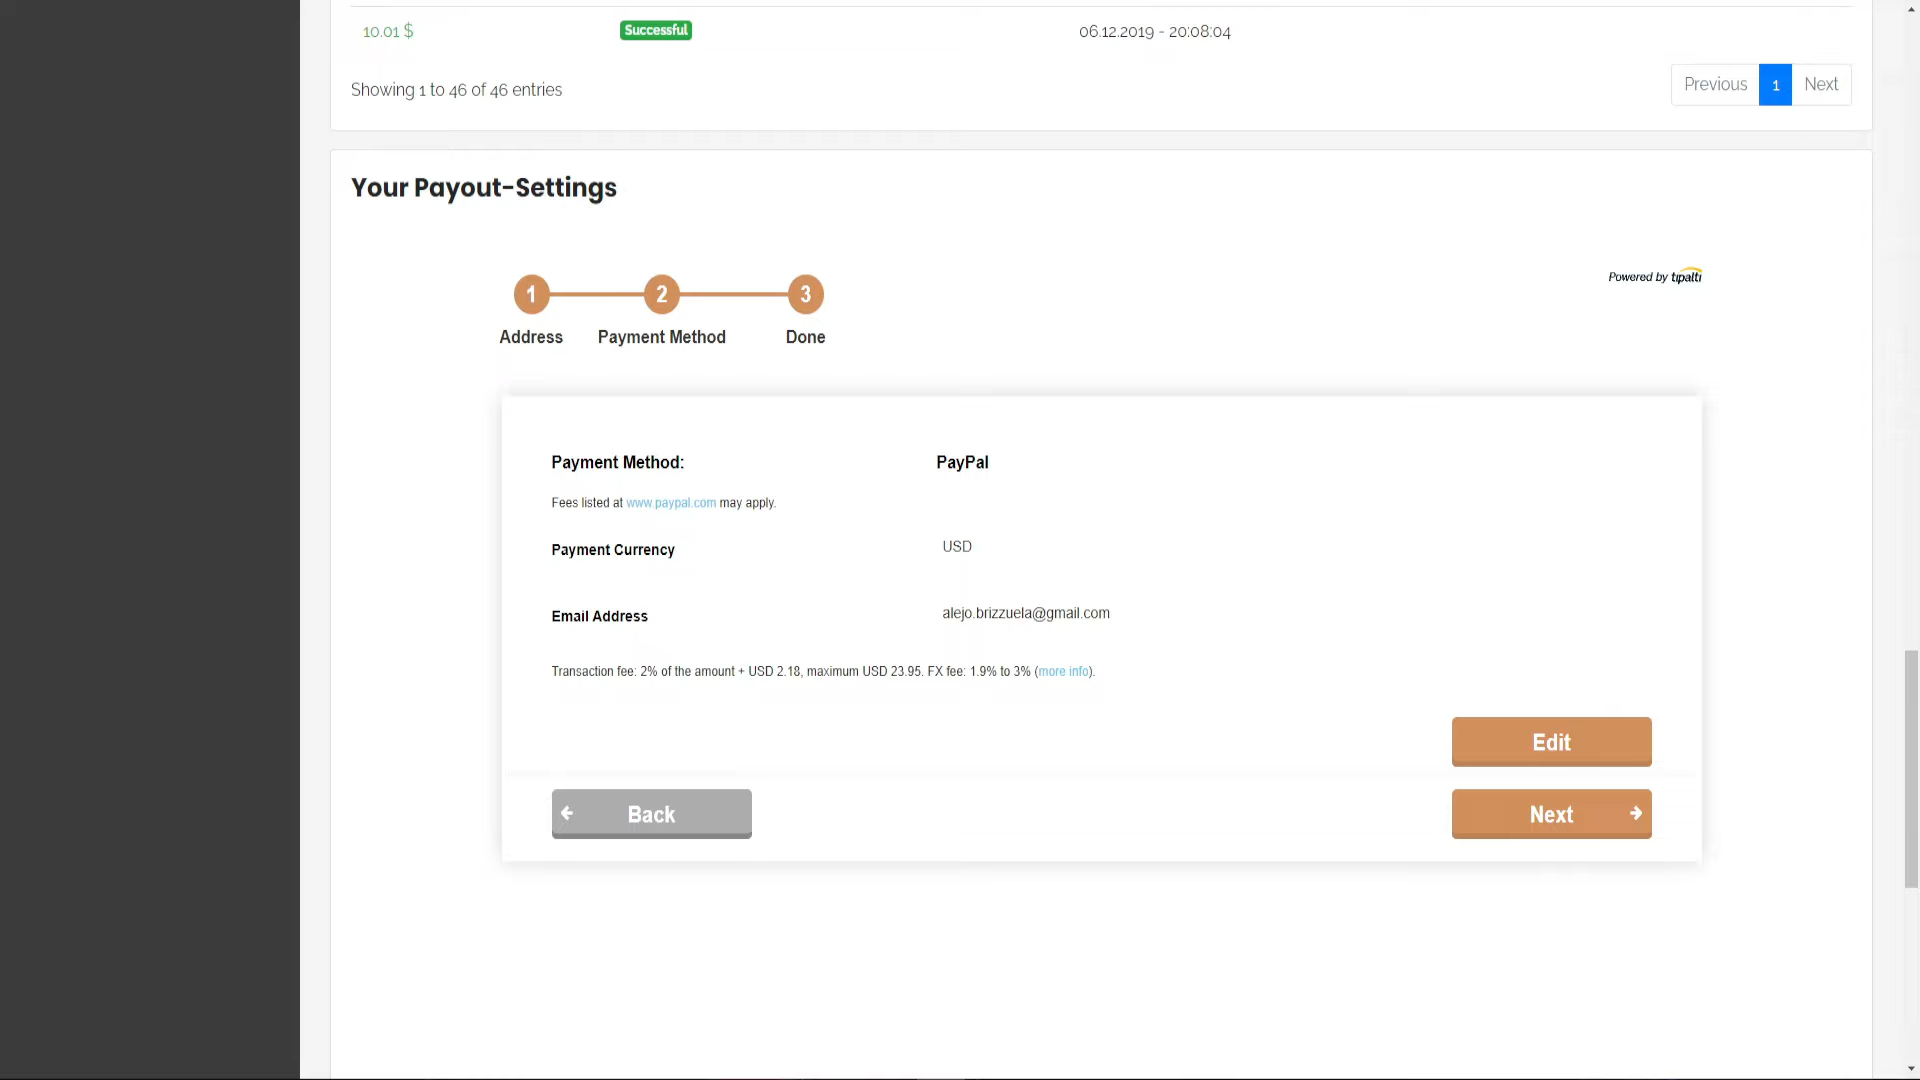 10.01 $ Successful 06.12.2019 - 20:08:04
Showing 1 to 46 of 46 entries
Previous 1 Next
Your Payout-Settings
1 2 3
Address Payment Method Done
Powered by tipalti
Payment Method: PayPal
Fees listed at www.paypal.com may apply.
Payment Currency USD
Email Address alejo.brizzuela@gmail.com
Transaction fee: 2% of the amount + USD 2.18, maximum USD 23.95. FX fee: 1.9% to 3% (more info).
Edit
Back Next